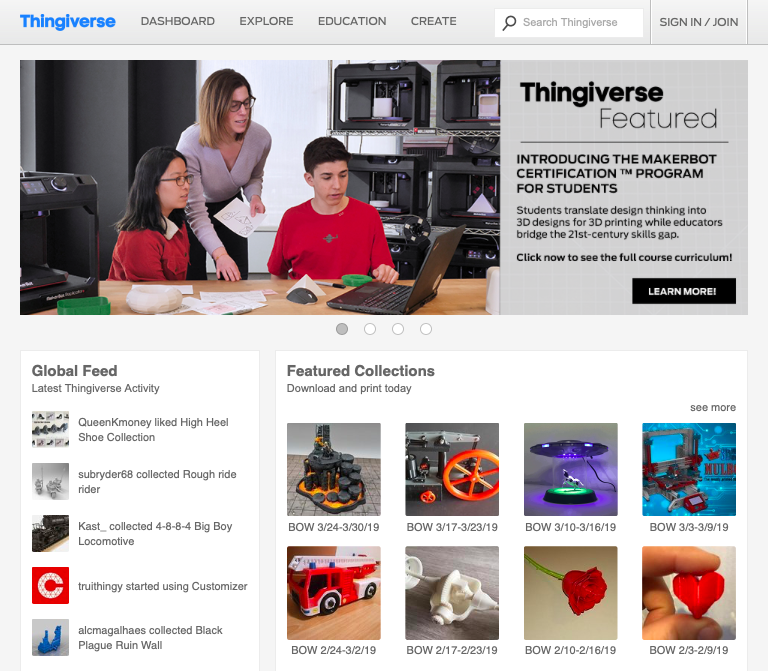 Thingiverse DASHBOARD EXPLORE EDUCATION CREATE Search Thingiverse SIGN IN / JOIN
Thingiverse
Featured
INTRODUCING THE MAKERBOT
CERTIFICATION ™ PROGRAM
FOR STUDENTS
Students translate design thinking into
3D designs for 3D printing while educators
bridge the 21st-century skills gap.
Click now to see the full course curriculum!
LEARN MORE!
Global Feed
Latest Thingiverse Activity
QueenKmoney liked High Heel
Shoe Collection
subryder68 collected Rough ride
rider
Kast_ collected 4-8-8-4 Big Boy
Locomotive
truithingy started using Customizer
alcmagalhaes collected Black
Plague Ruin Wall
Featured Collections
Download and print today
see more
BOW 3/24-3/30/19 BOW 3/17-3/23/19 BOW 3/10-3/16/19 BOW 3/3-3/9/19
BOW 2/24-3/2/19 BOW 2/17-2/23/19 BOW 2/10-2/16/19 BOW 2/3-2/9/19